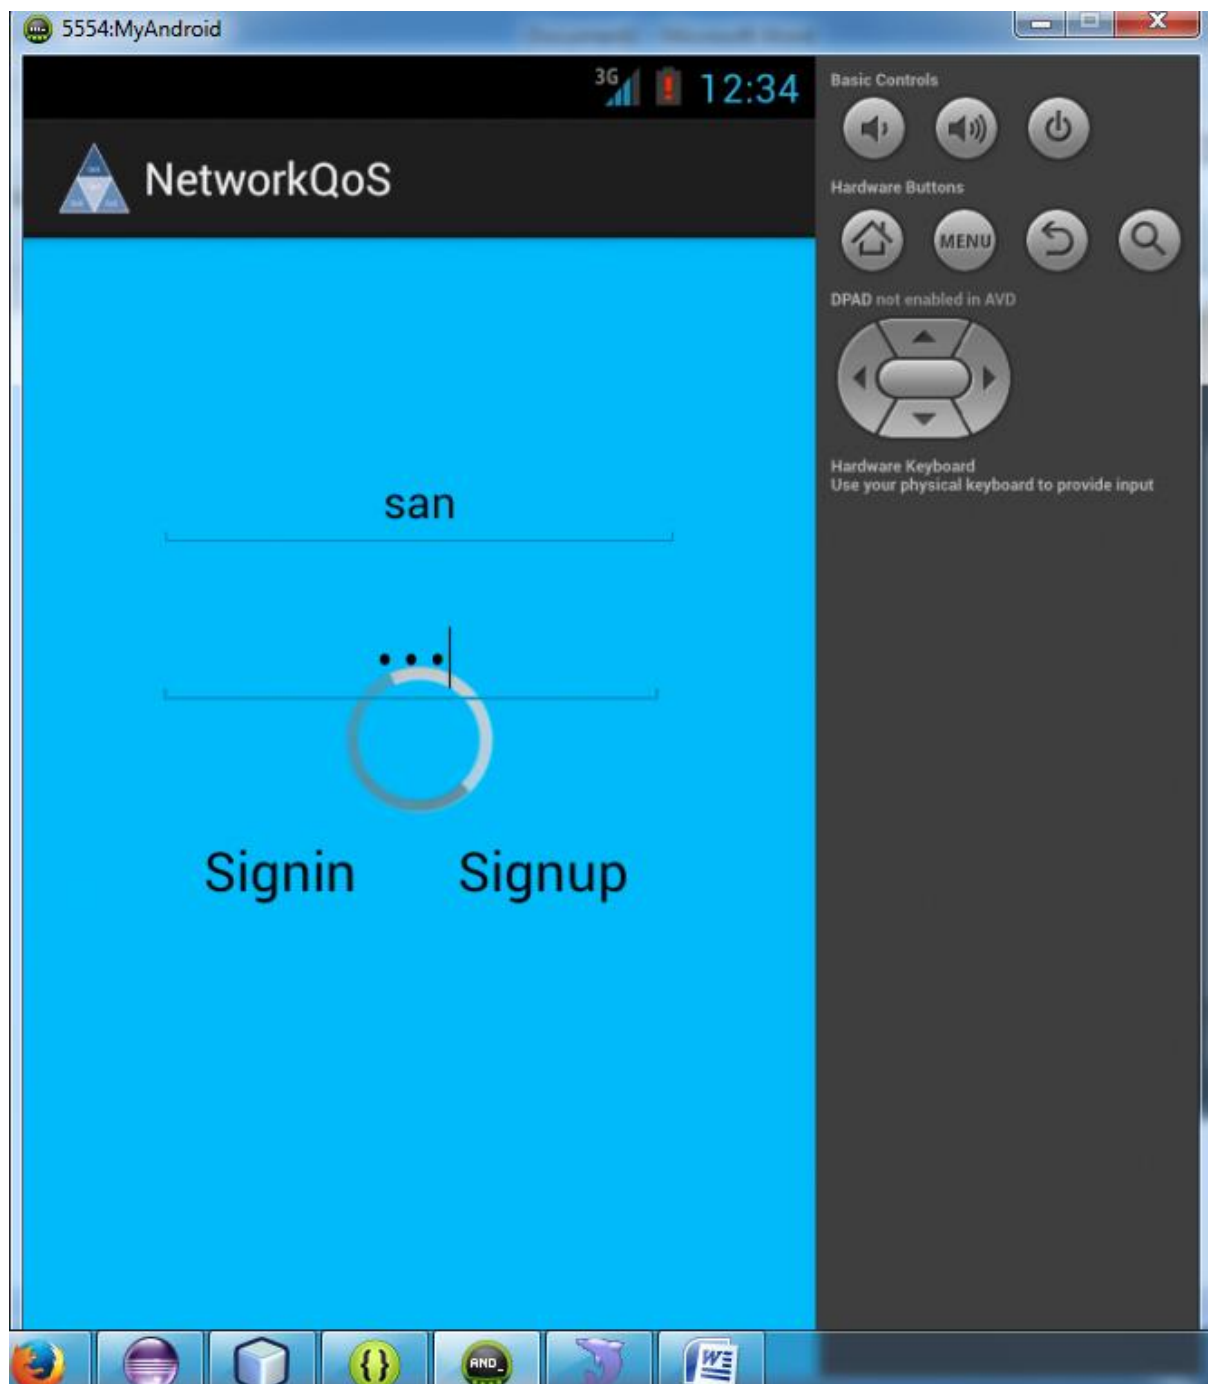 5554:MyAndroid
3G 12:34
NetworkQoS
san
•••
Signin Signup
Basic Controls
Hardware Buttons
MENU
DPAD not enabled in AVD
Hardware Keyboard
Use your physical keyboard to provide input
AND_
W